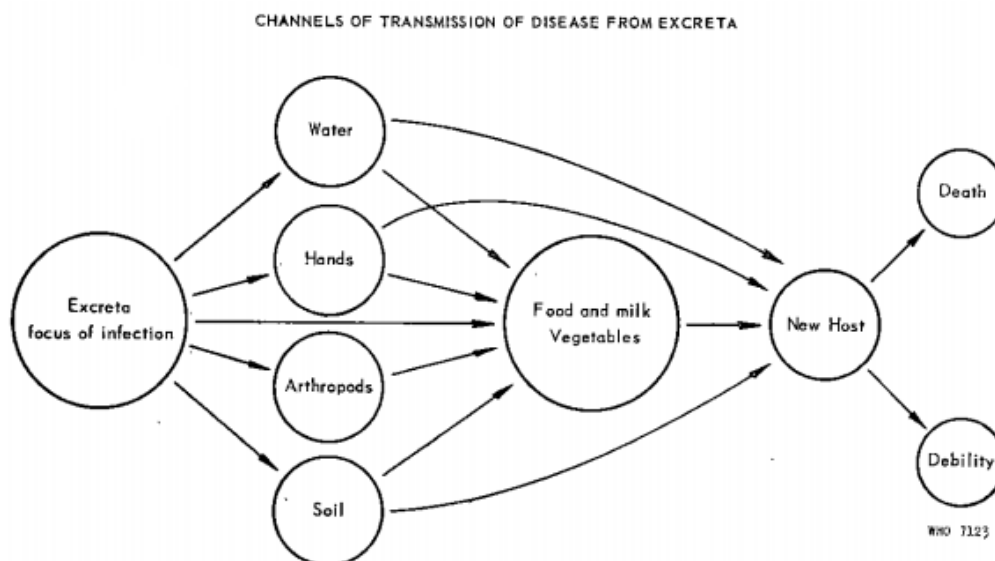 CHANNELS OF TRANSMISSION OF DISEASE FROM EXCRETA
Water
Death
Hands
Excreta
focus of infection
Food and milk
Vegetables
New Host
Arthropods
Debility
Soil
WHO 7123